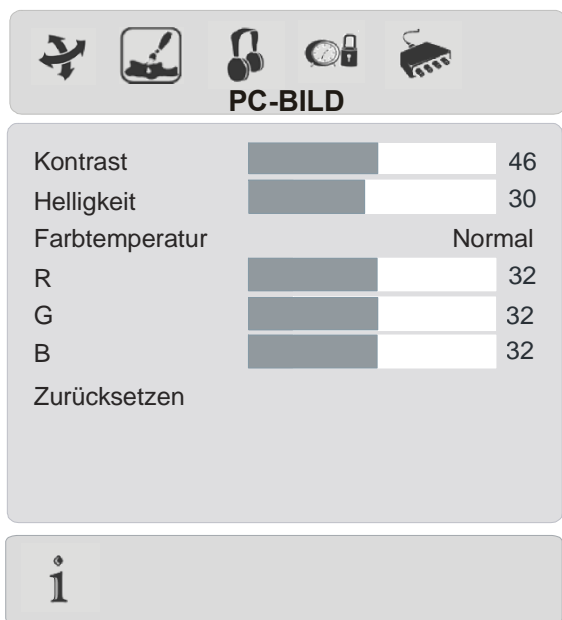 PC-BILD
Kontrast 46
Helligkeit 30
Farbtemperatur Normal
R 32
G 32
B 32
Zurücksetzen
i